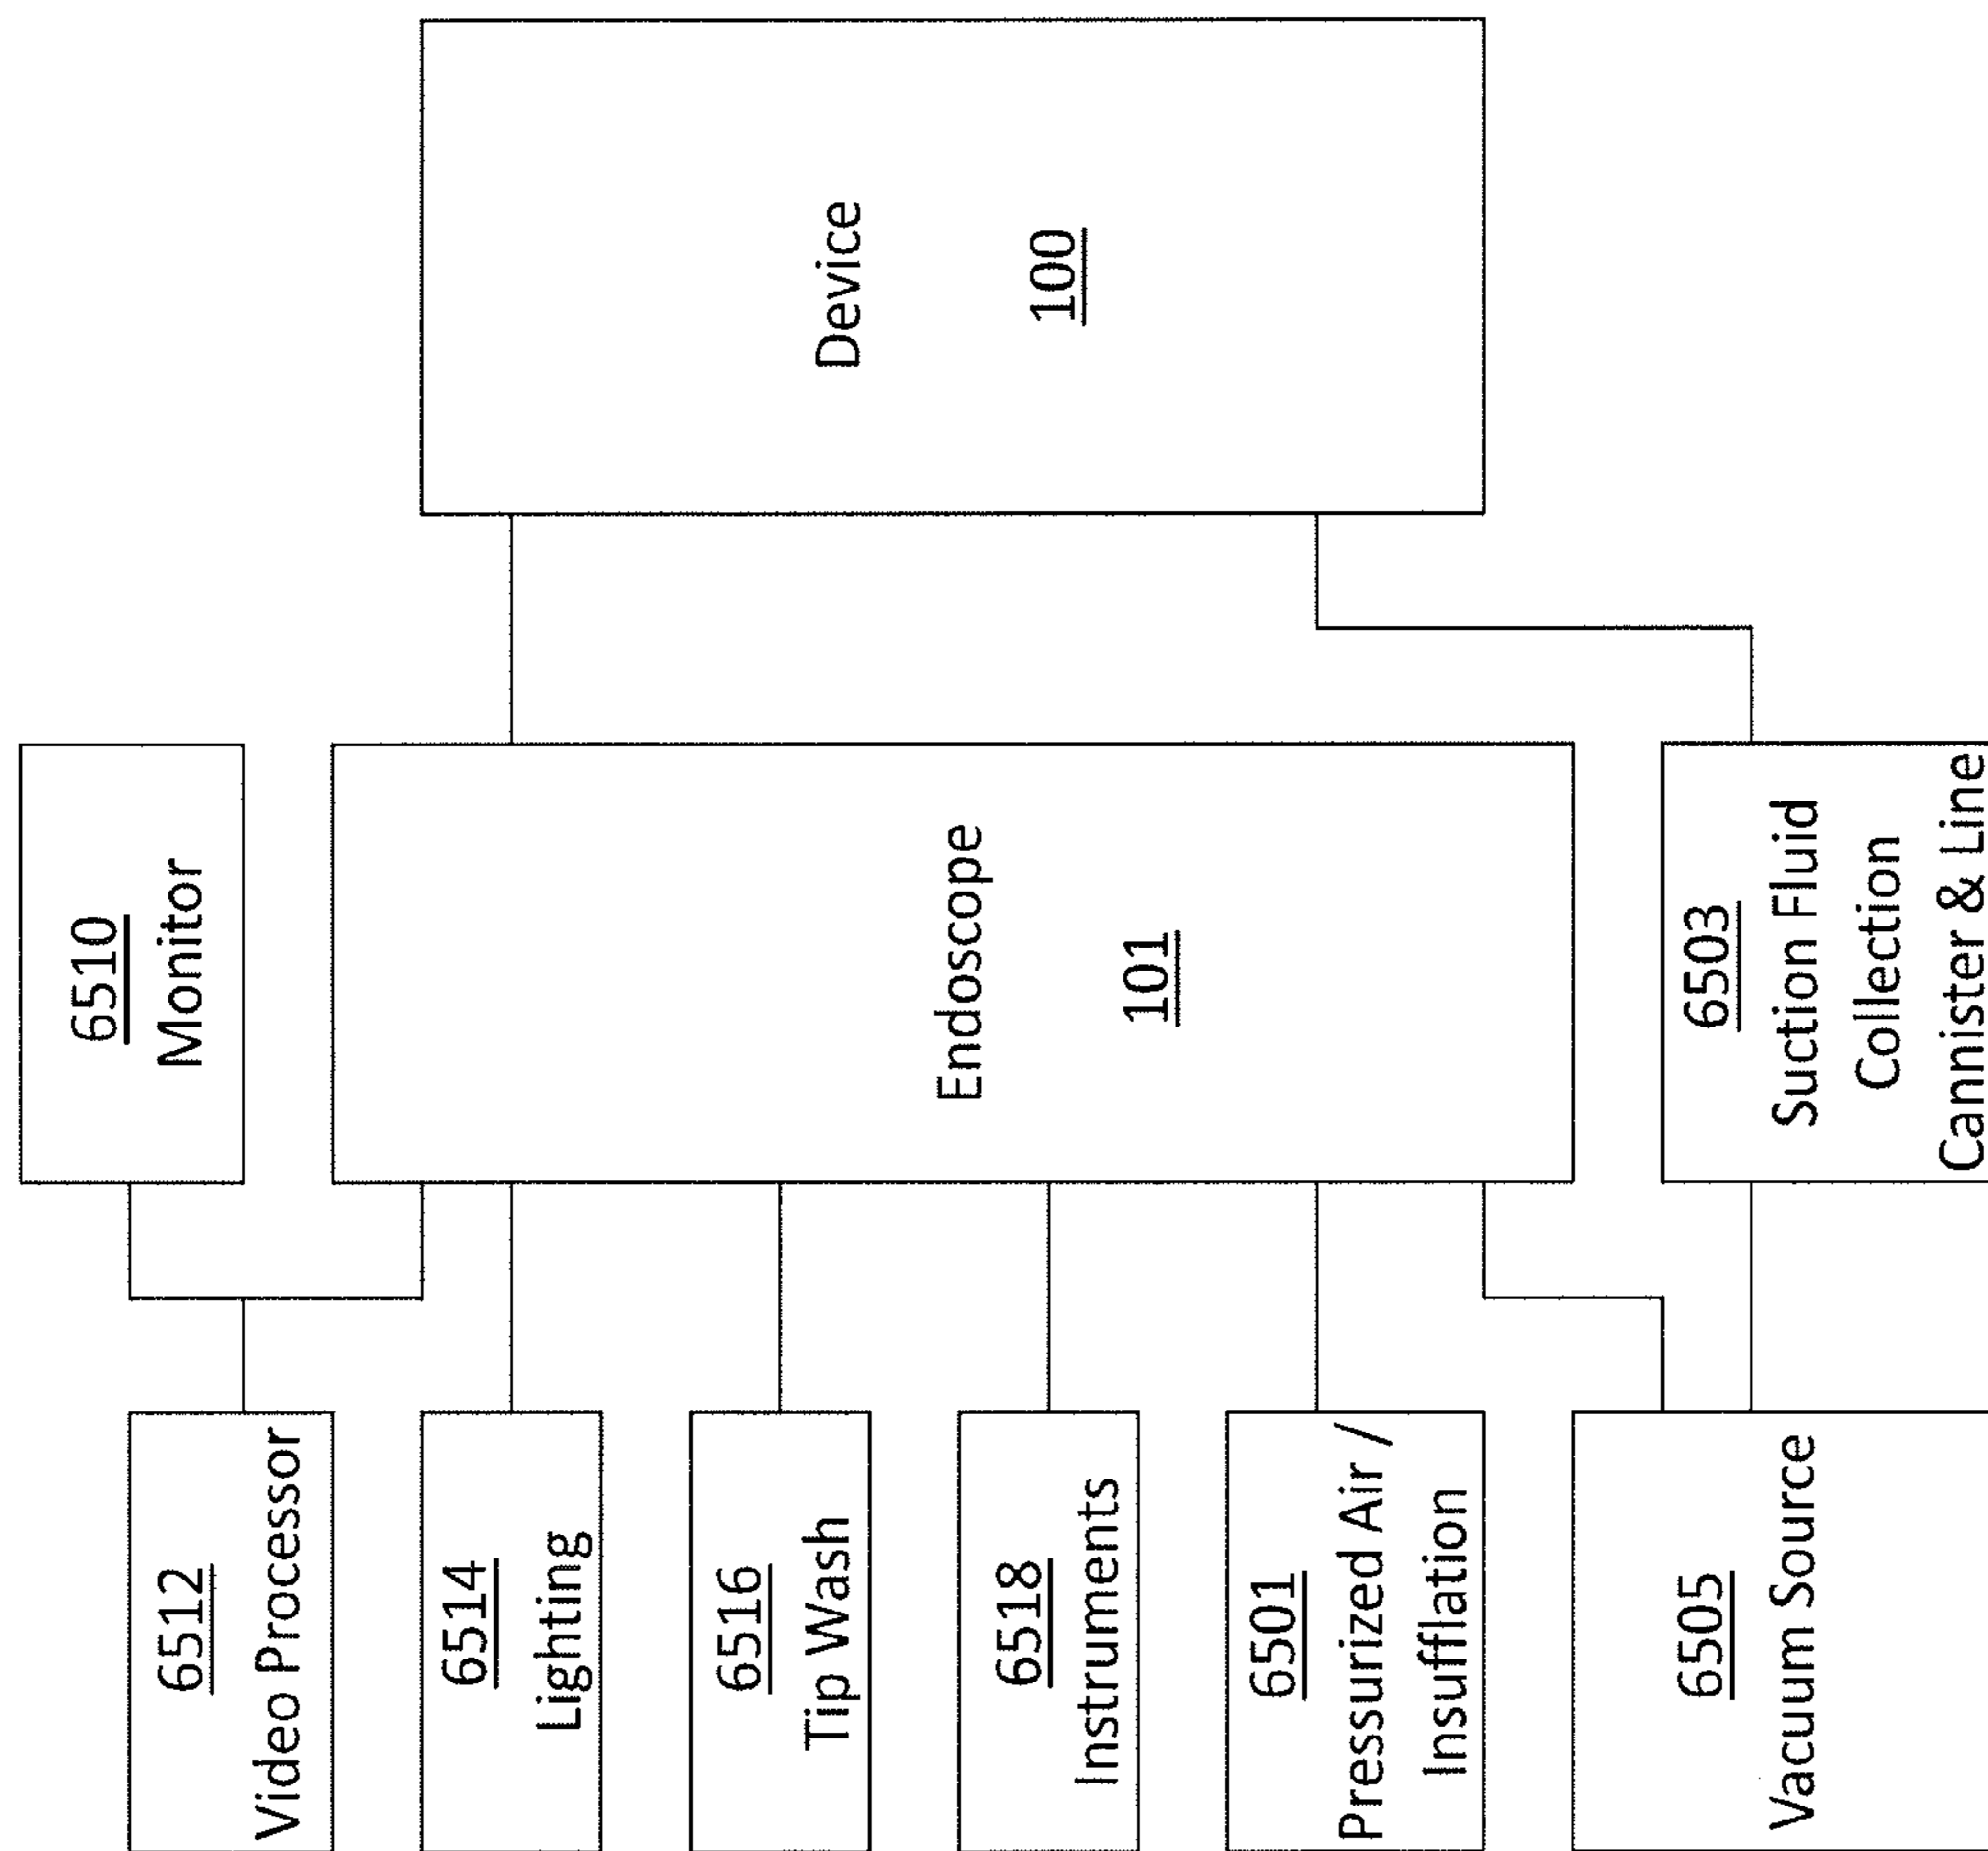 6512
Video Processor
6514
Lighting
6516
Tip Wash
6518
Instruments
6501
Pressurized Air /
Insufflation
6505
Vacuum Source
6510
Monitor
Endoscope
101
6503
Suction Fluid
Collection
Cannister & Line
Device
100